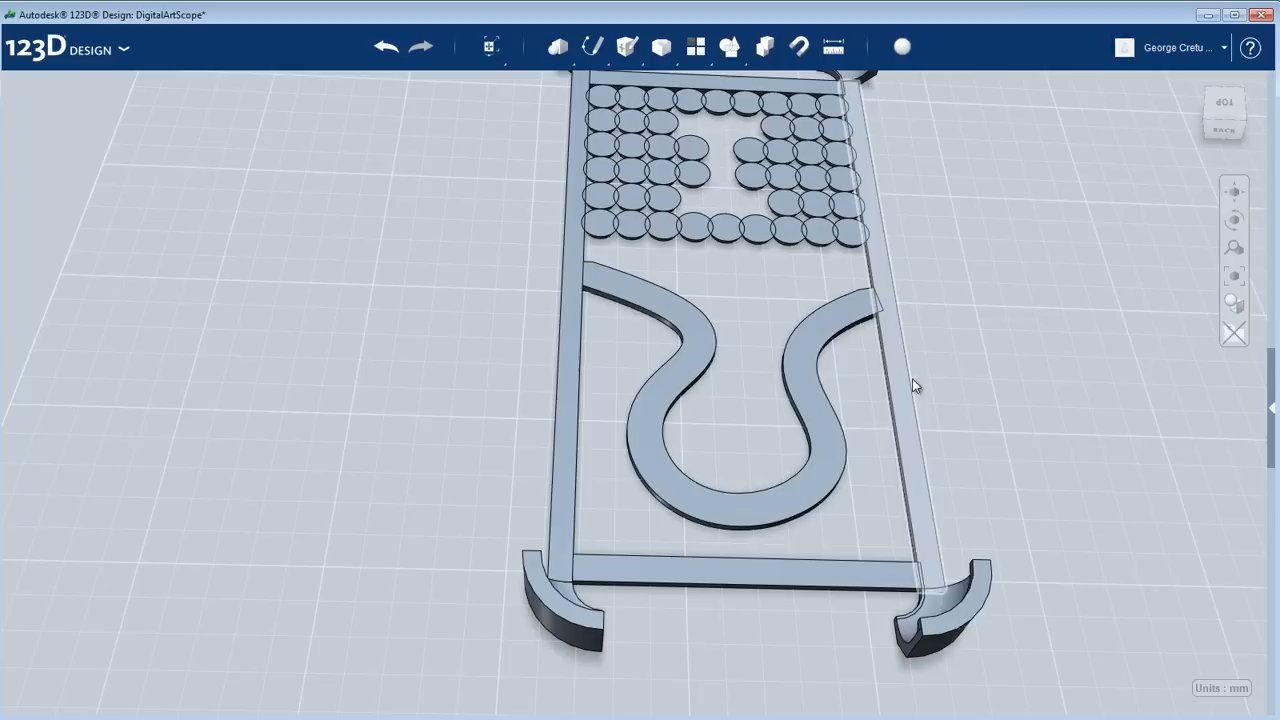 Autodesk® 123D® Design: DigitalArtScope*
123D DESIGN
George Cretu ...
?
TOP
BACK
Units : mm